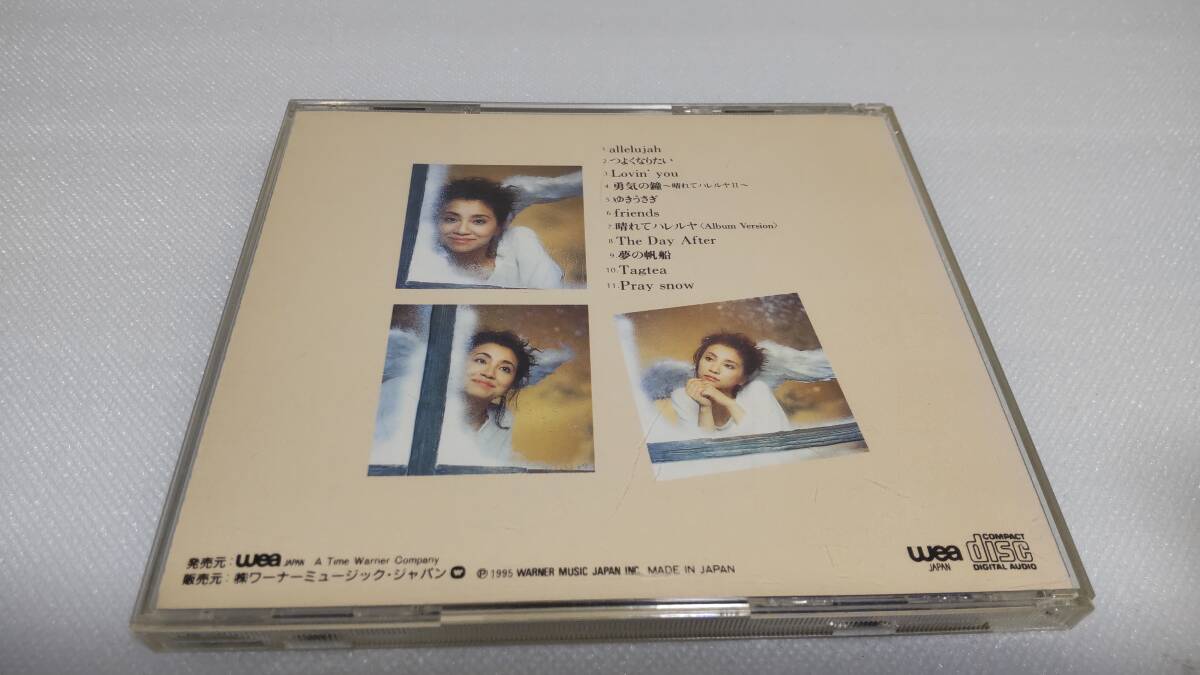 1. allelujah
2. つよくなりたい
3. Lovin' you
4. 勇気の鐘〜晴れてハレルヤII〜
5. ゆきうさぎ
6. friends
7. 晴れてハレルヤ〈Album Version〉
8. The Day After
9. 夢の帆船
10. Tagtea
11. Pray snow
発売元:wea JAPAN A Time Warner Company
販売元:㈱ワーナーミュージック・ジャパン
Ⓟ1995 WARNER MUSIC JAPAN INC. MADE IN JAPAN
wea JAPAN
COMPACT disc DIGITAL AUDIO